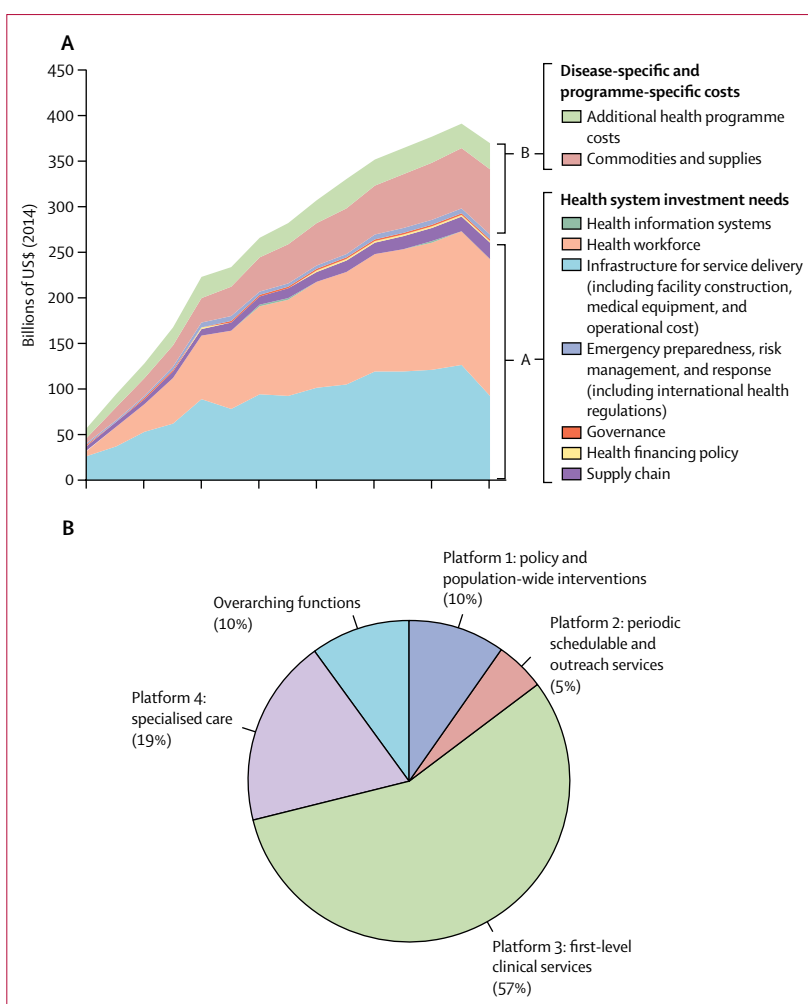 A
450
400
350
300
250
200
150
100
50
0
Billions of US$ (2014)
B
A
Disease-specific and
programme-specific costs
Additional health programme
costs
Commodities and supplies
Health system investment needs
Health information systems
Health workforce
Infrastructure for service delivery
(including facility construction,
medical equipment, and
operational cost)
Emergency preparedness, risk
management, and response
(including international health
regulations)
Governance
Health financing policy
Supply chain
B
Platform 1: policy and
population-wide interventions
(10%)
Overarching functions
(10%)
Platform 2: periodic
schedulable and
outreach services
(5%)
Platform 4:
specialised care
(19%)
Platform 3: first-level
clinical services
(57%)